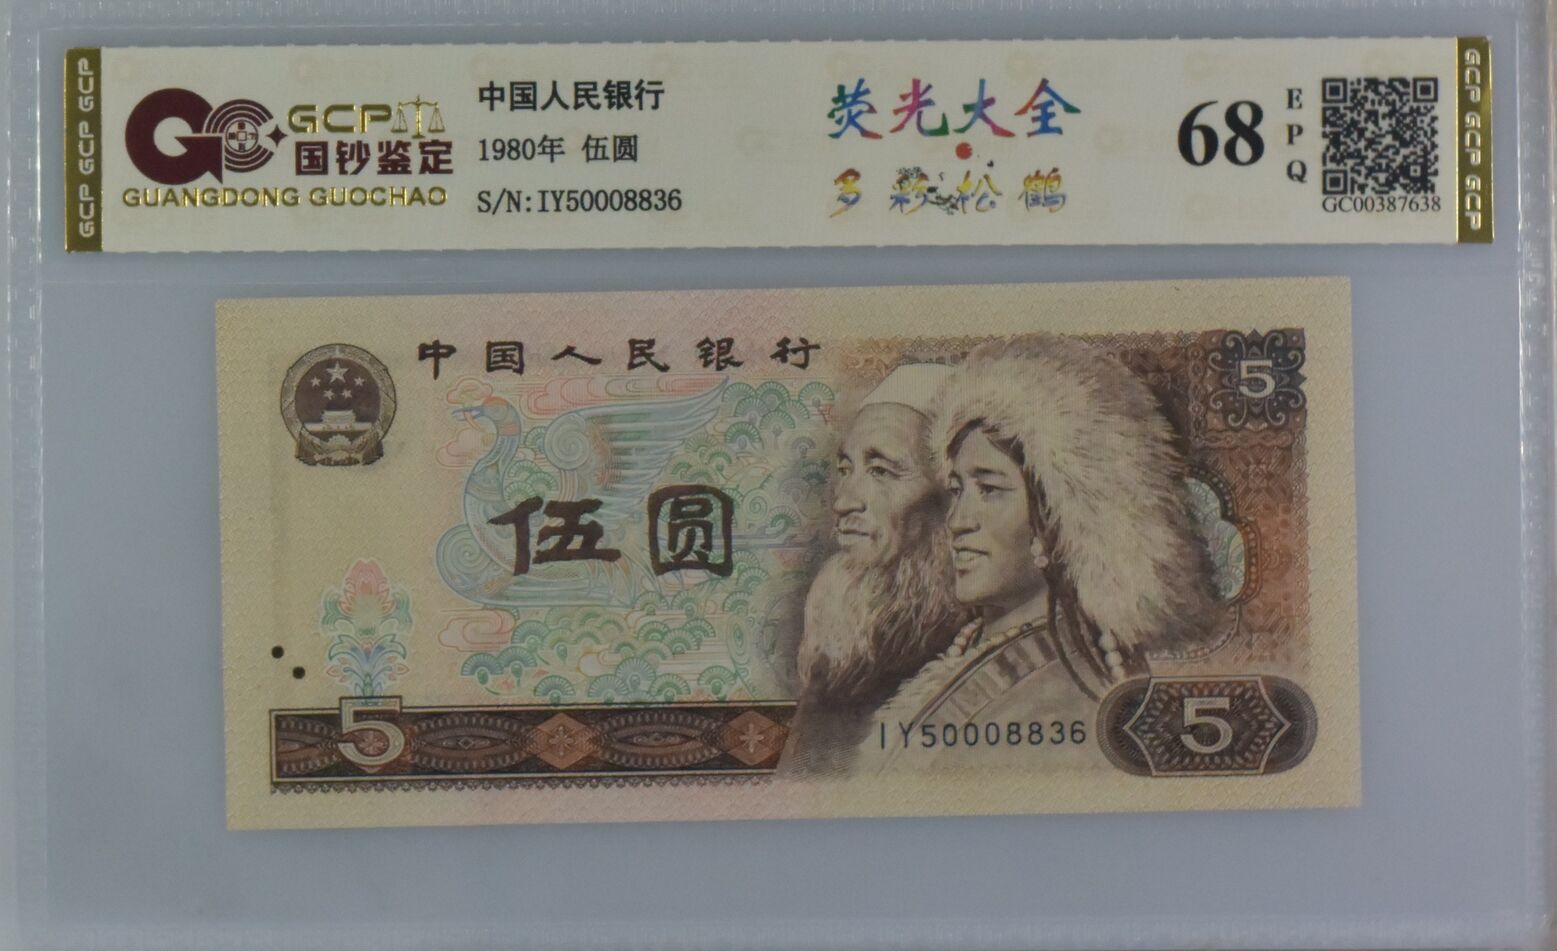 GCP GCP GCP
GCP
国钞鉴定
GUANGDONG GUOCHAO
中国人民银行
1980年 伍圆
S/N:IY50008836
荧光大全
多彩松鹤
68
EPQ
GC00387638
GCP GCP GCP
中国人民银行
5
伍圆
5
IY50008836
5